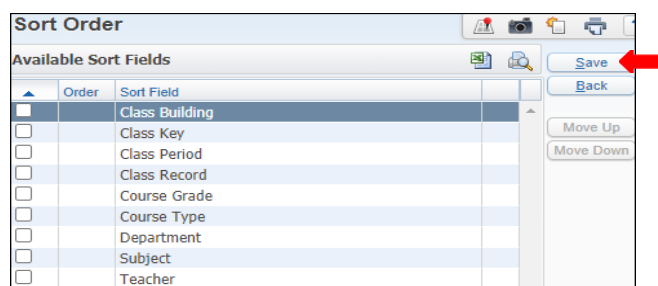 Sort Order
Available Sort Fields
Save
Back
Order Sort Field
Class Building
Class Key
Move Up
Class Period
Move Down
Class Record
Course Grade
Course Type
Department
Subject
Teacher